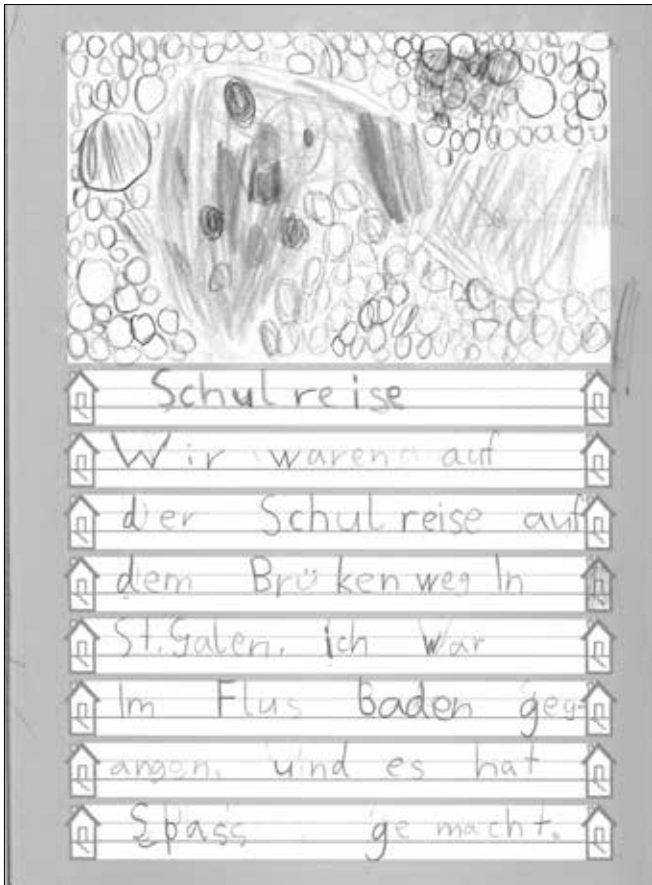 Schulreise
Wir waren auf
der Schulreise auf
dem Brükenweg In
St. Galen. ich war
Im Flus Baden geg-
angen. und es hat
Spass gemacht.